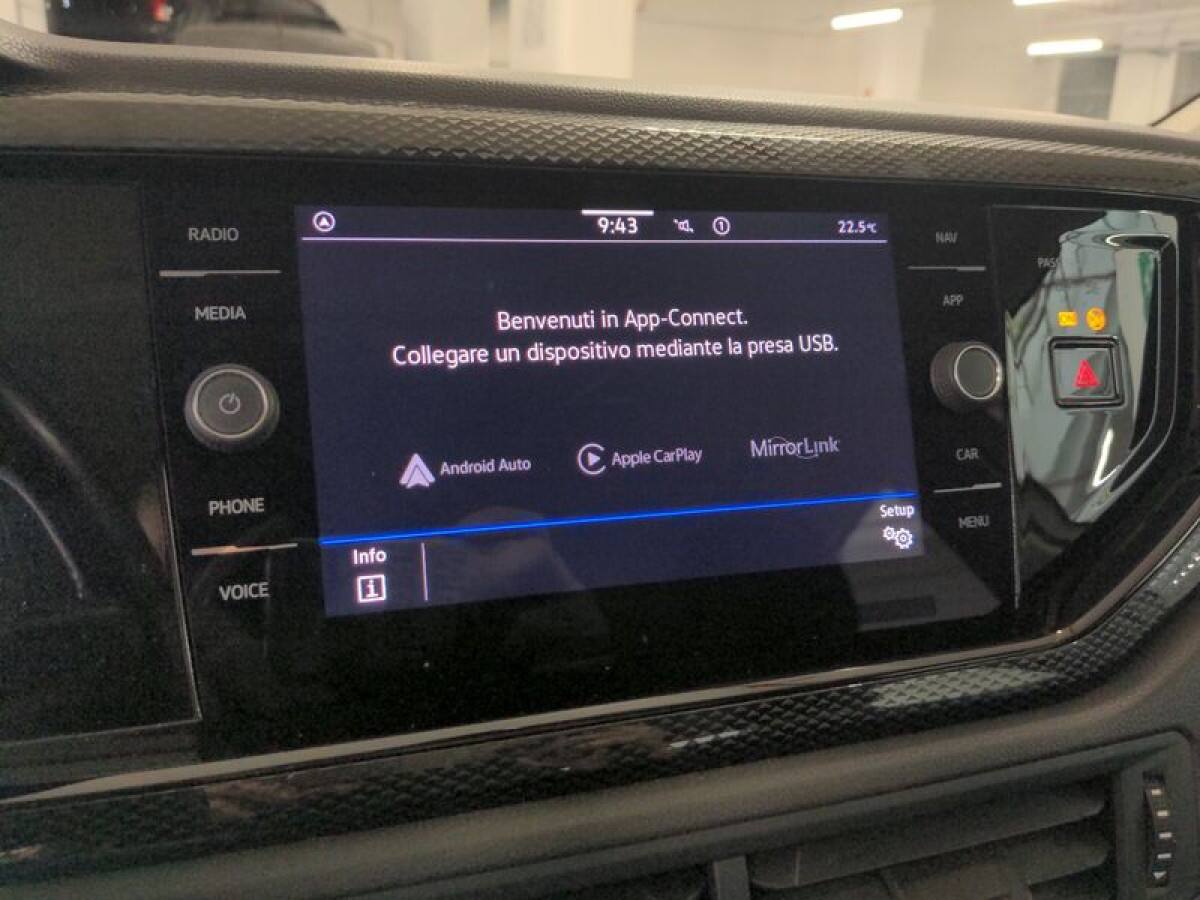 RADIO
MEDIA
PHONE
VOICE
9:43
1
22.5°C
Benvenuti in App-Connect.
Collegare un dispositivo mediante la presa USB.
Android Auto
Apple CarPlay
MirrorLink
Info
i
Setup
NAV
APP
CAR
MENU